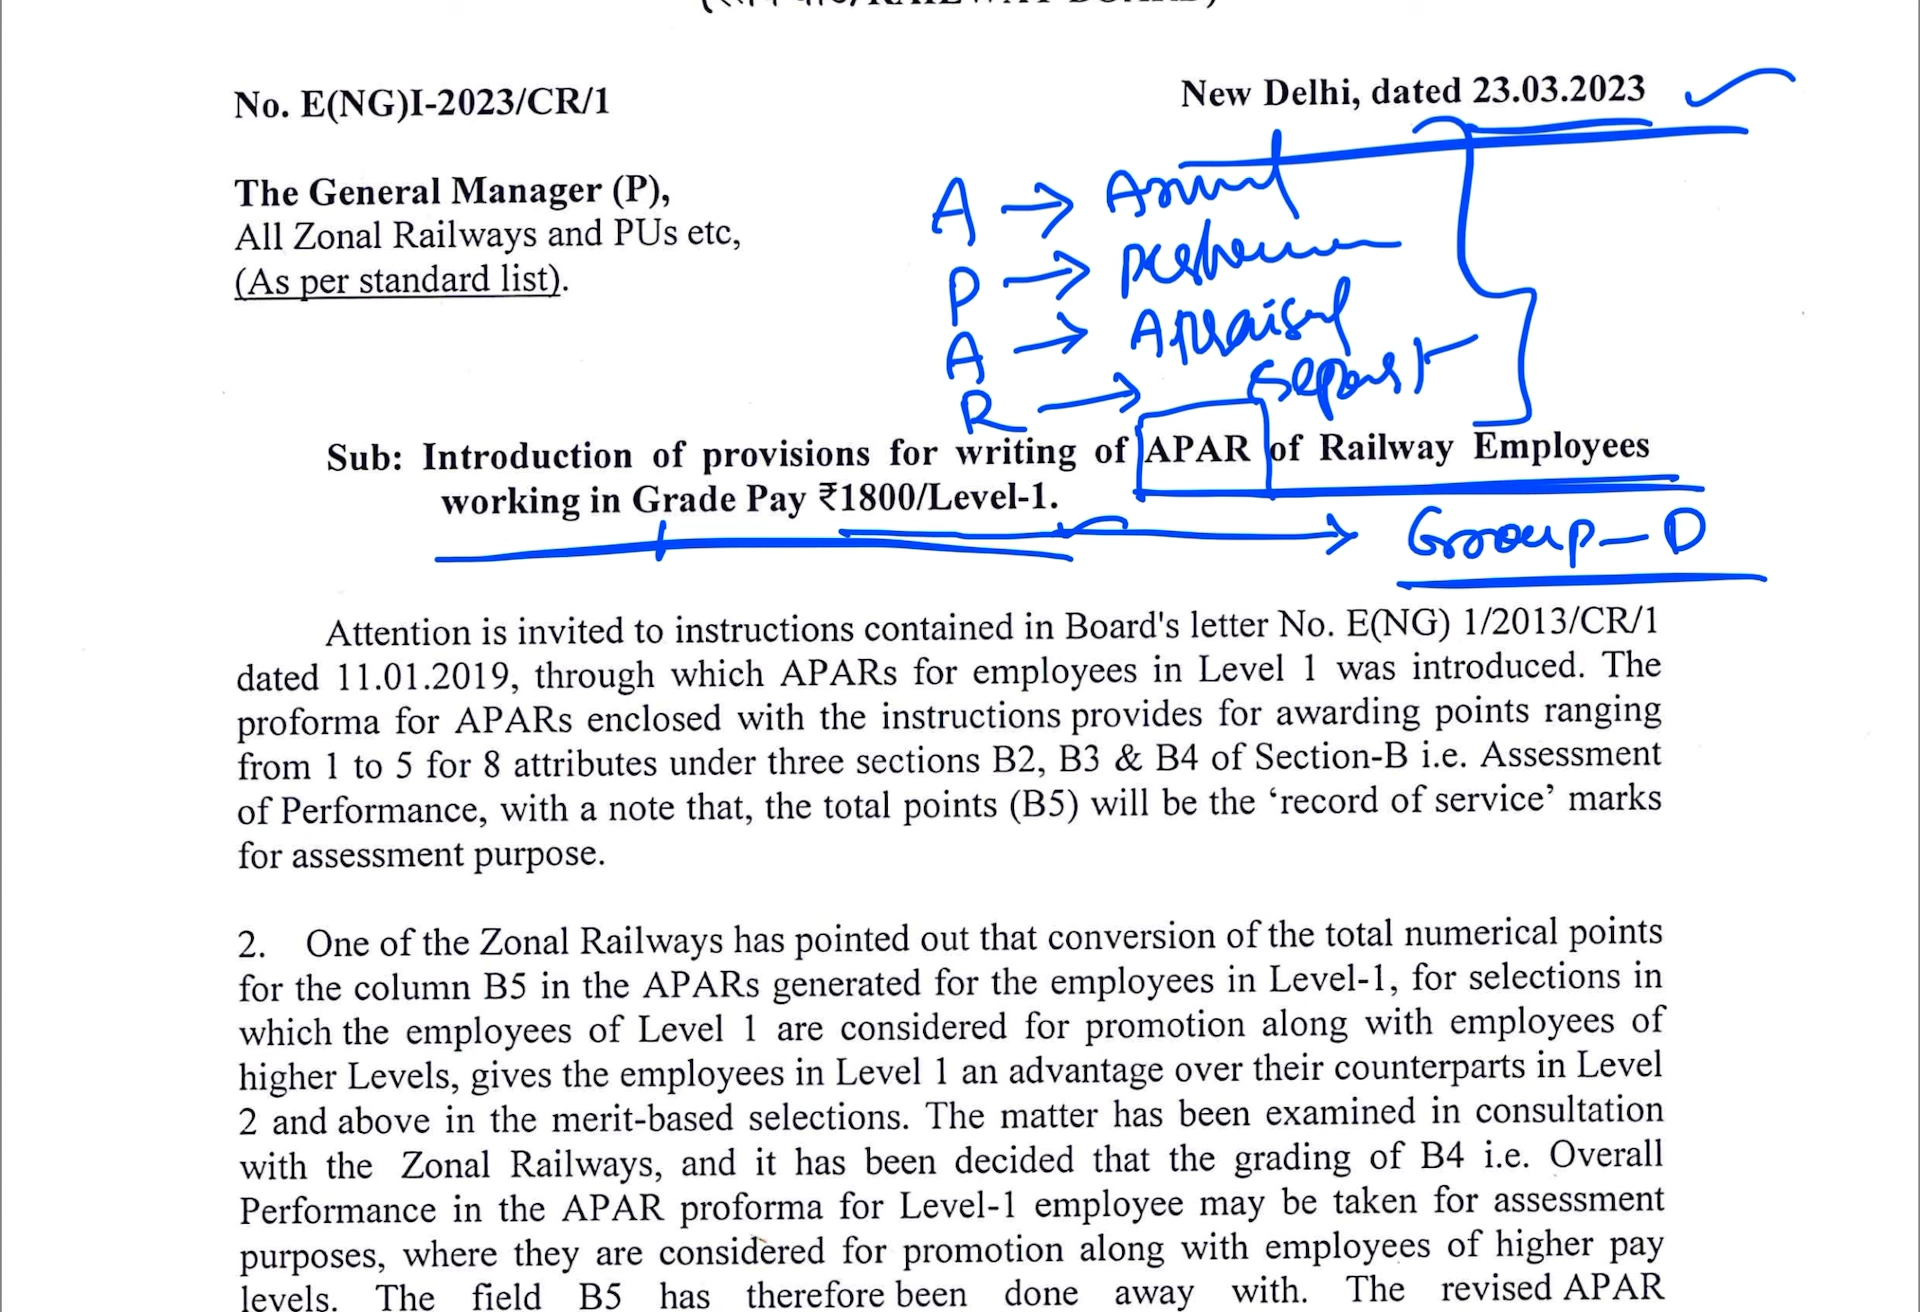 RAILWAY BOARD)
No. E(NG)I-2023/CR/1
New Delhi, dated 23.03.2023
The General Manager (P),
All Zonal Railways and PUs etc,
(As per standard list).
A → Annual
P →
A → Appraisal
R → report
Sub: Introduction of provisions for writing of APAR of Railway Employees
working in Grade Pay ₹1800/Level-1.
Group-D
Attention is invited to instructions contained in Board's letter No. E(NG) 1/2013/CR/1
dated 11.01.2019, through which APARs for employees in Level 1 was introduced. The
proforma for APARs enclosed with the instructions provides for awarding points ranging
from 1 to 5 for 8 attributes under three sections B2, B3 & B4 of Section-B i.e. Assessment
of Performance, with a note that, the total points (B5) will be the ‘record of service’ marks
for assessment purpose.
2. One of the Zonal Railways has pointed out that conversion of the total numerical points
for the column B5 in the APARs generated for the employees in Level-1, for selections in
which the employees of Level 1 are considered for promotion along with employees of
higher Levels, gives the employees in Level 1 an advantage over their counterparts in Level
2 and above in the merit-based selections. The matter has been examined in consultation
with the Zonal Railways, and it has been decided that the grading of B4 i.e. Overall
Performance in the APAR proforma for Level-1 employee may be taken for assessment
purposes, where they are considered for promotion along with employees of higher pay
levels. The field B5 has therefore been done away with. The revised APAR